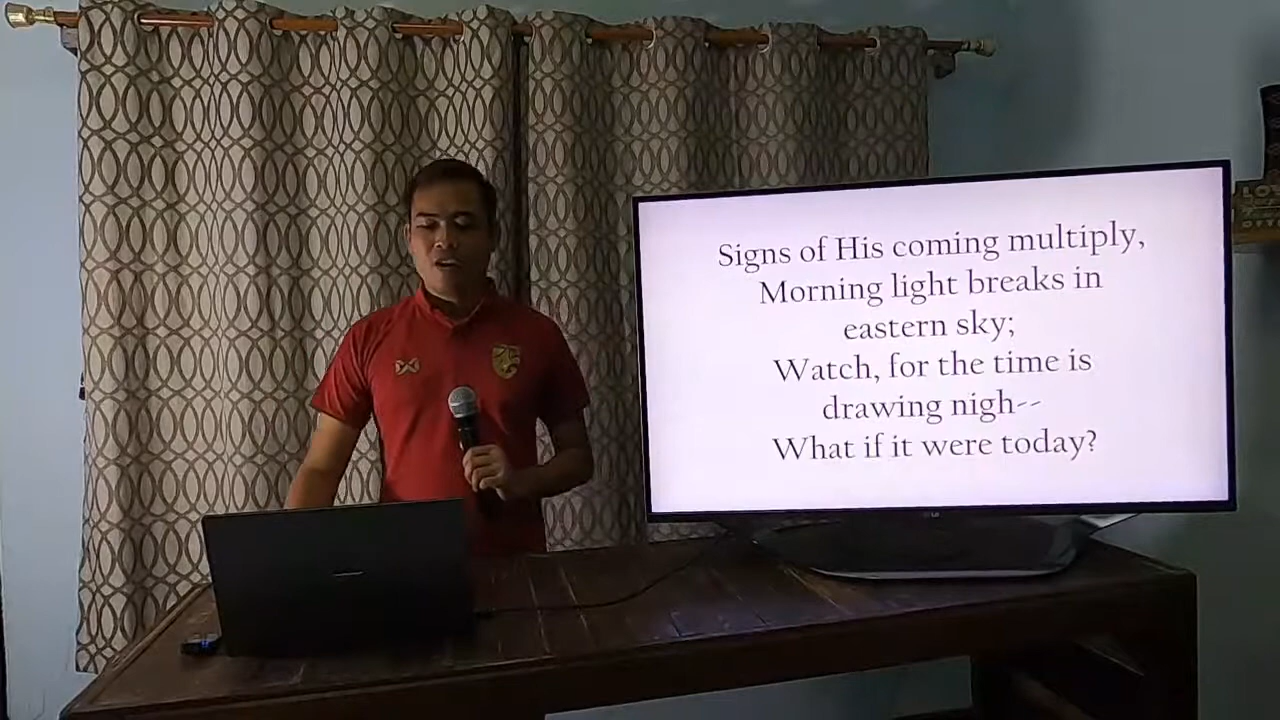 Signs of His coming multiply,
Morning light breaks in
eastern sky;
Watch, for the time is
drawing nigh--
What if it were today?
LG